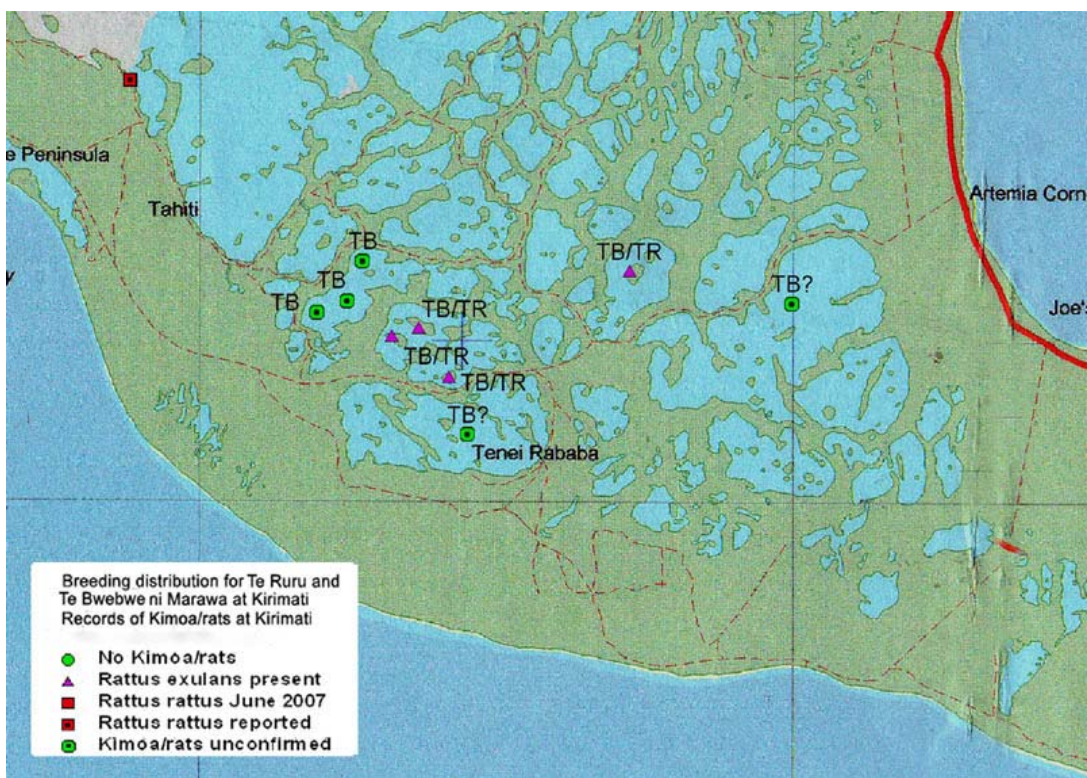 e Peninsula
Tahiti
Artemia Corn
TB
TB/TR
TB
TB?
TB
Joe's
TB/TR
TB/TR
TB/TR
TB?
Tenei Rababa
y
Breeding distribution for Te Ruru and
Te Bwebwe ni Marawa at Kirimati
Records of Kimoa/rats at Kirimati
No Kimoa/rats
Rattus exulans present
Rattus rattus June 2007
Rattus rattus reported
Kimoa/rats unconfirmed